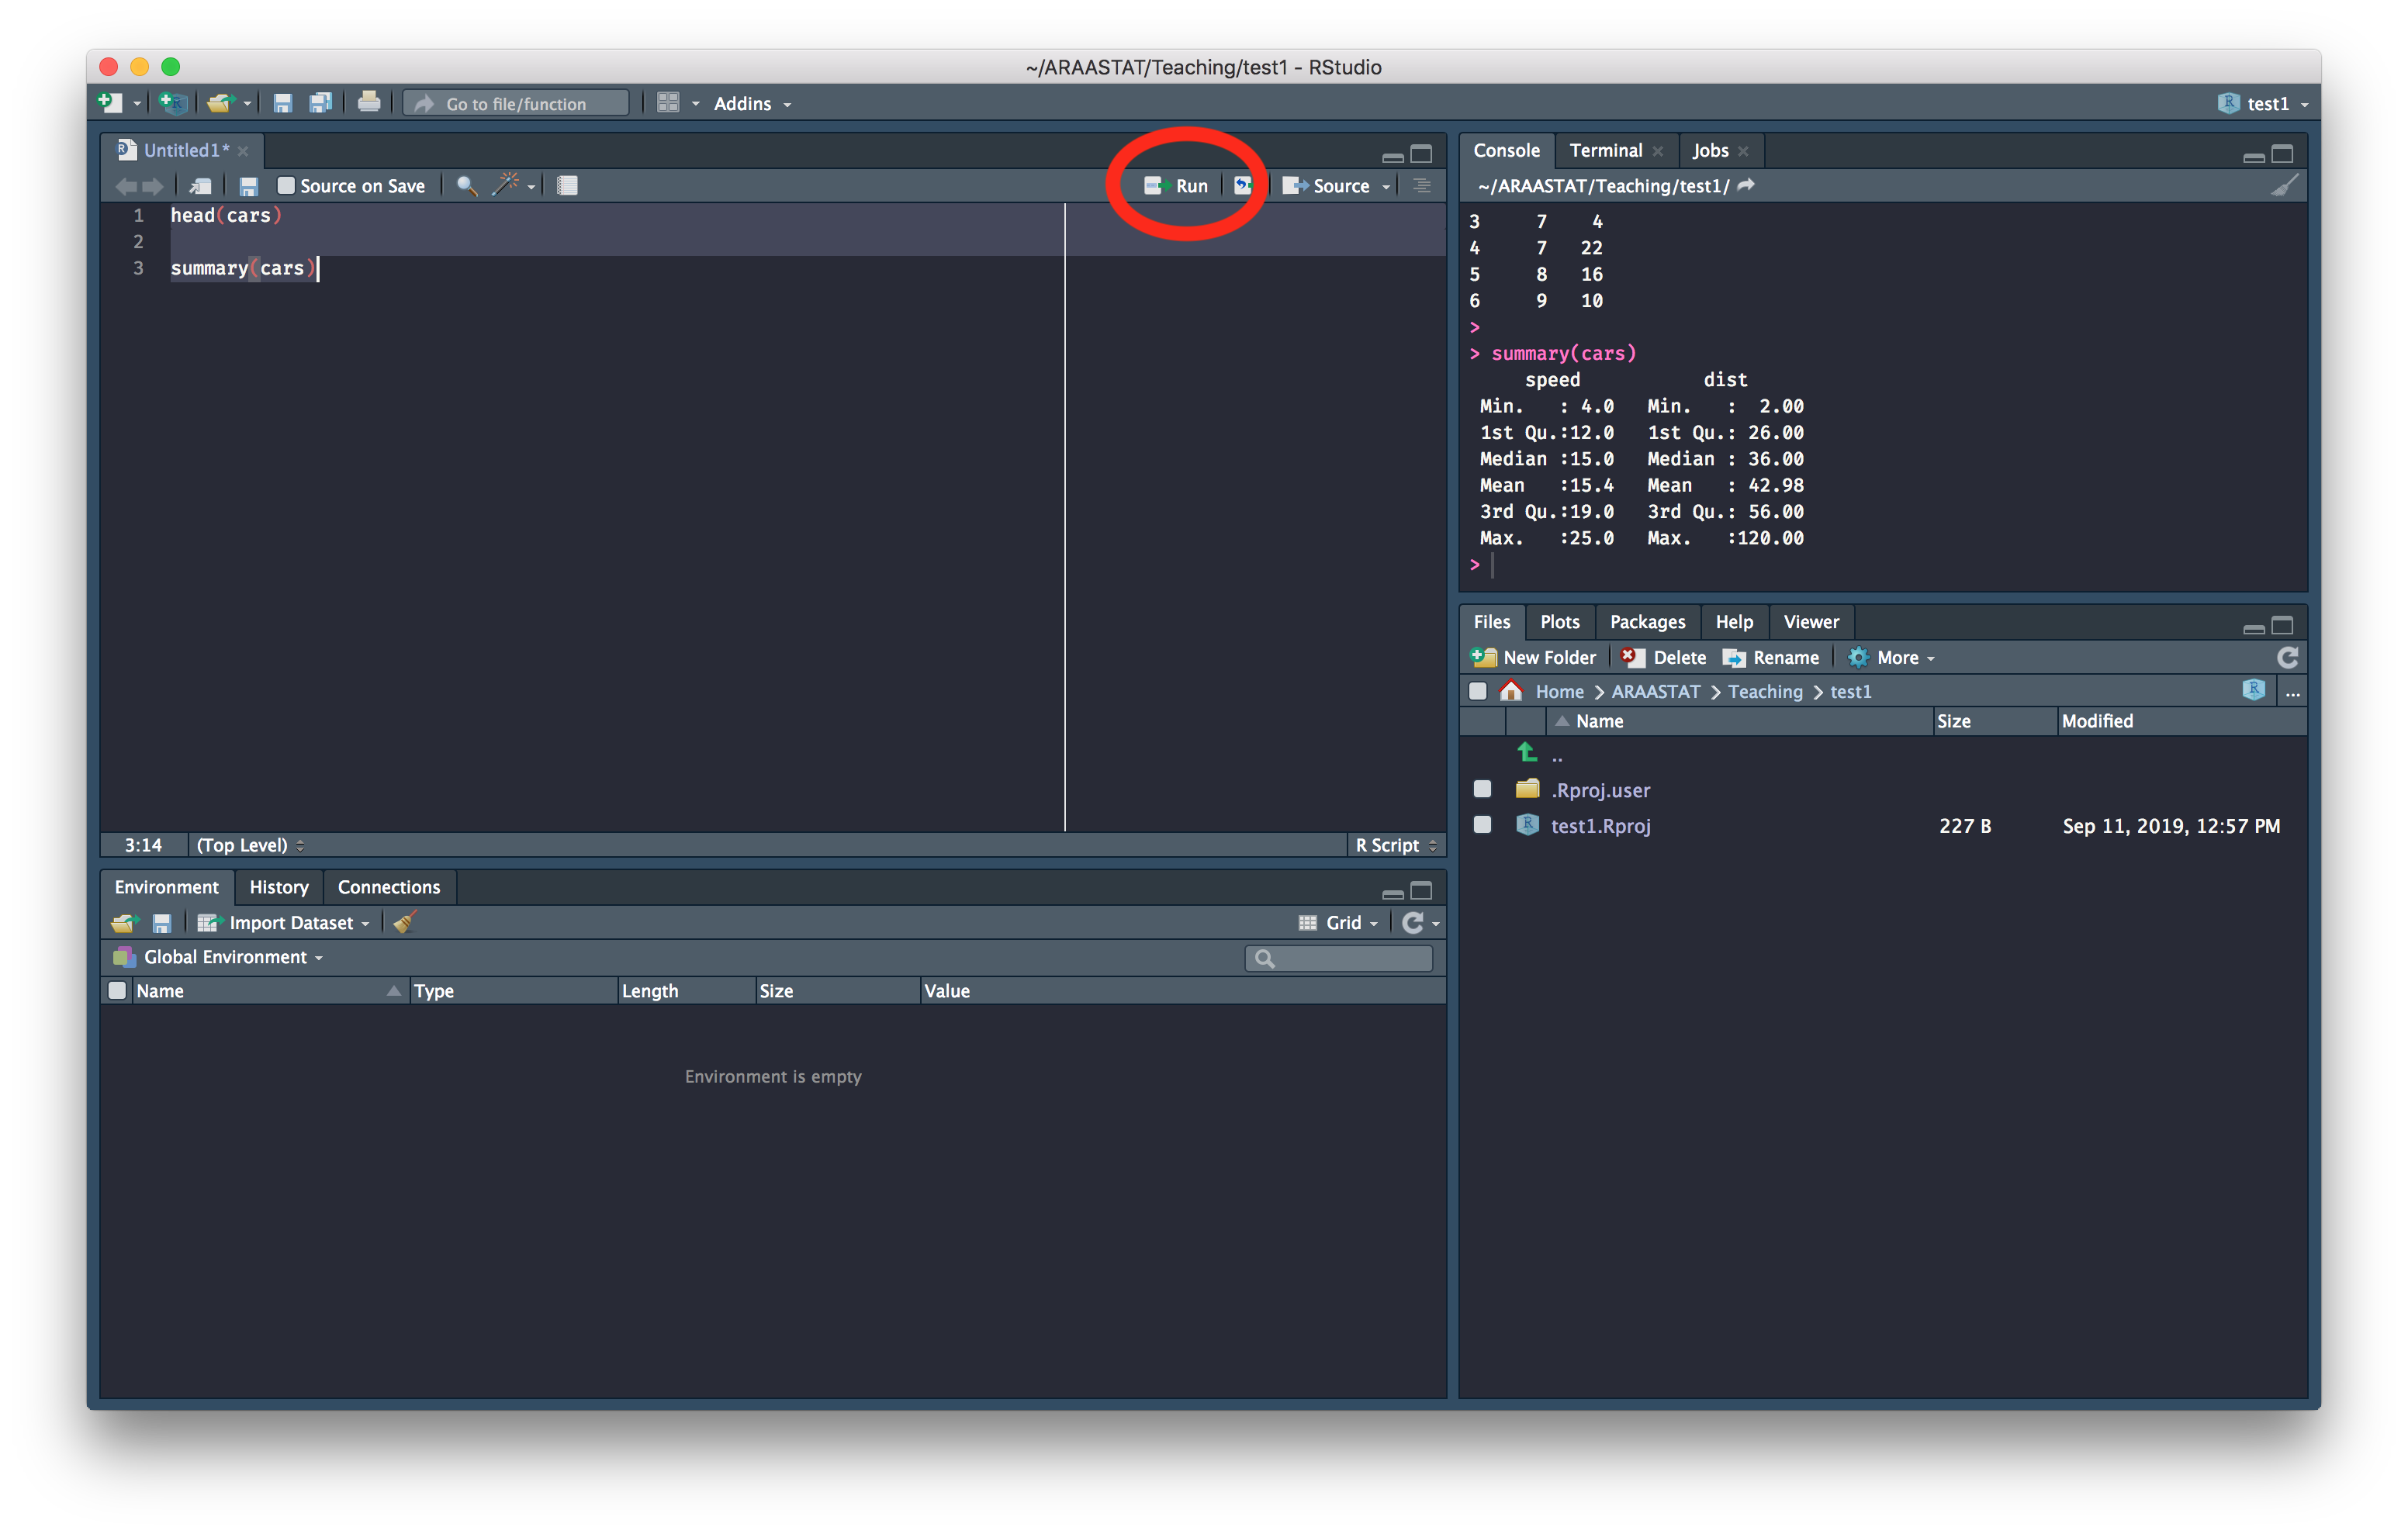 ~/ARAASTAT/Teaching/test1 - RStudio
Go to file/function
Addins
test1
Untitled1*
Source on Save
Run
Source
1 head(cars)
2
3 summary(cars)
3:14 (Top Level)
R Script
Environment History Connections
Import Dataset
Grid
Global Environment
Name Type Length Size Value
Environment is empty
Console Terminal Jobs
~/ARAASTAT/Teaching/test1/
3 7 4
4 7 22
5 8 16
6 9 10
>
> summary(cars)
speed dist
Min. : 4.0 Min. : 2.00
1st Qu.:12.0 1st Qu.: 26.00
Median :15.0 Median : 36.00
Mean :15.4 Mean : 42.98
3rd Qu.:19.0 3rd Qu.: 56.00
Max. :25.0 Max. :120.00
>
Files Plots Packages Help Viewer
New Folder Delete Rename More
Home ARAASTAT Teaching test1 ...
Name Size Modified
..
.Rproj.user
test1.Rproj 227 B Sep 11, 2019, 12:57 PM